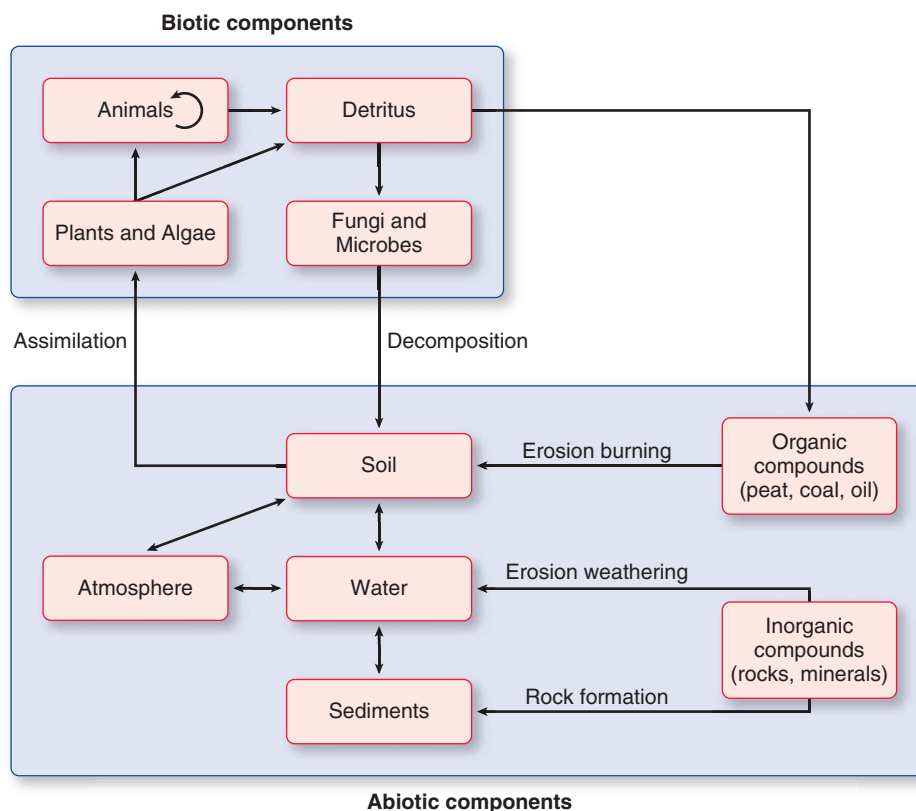 Biotic components
Animals
Detritus
Plants and Algae
Fungi and
Microbes
Assimilation
Decomposition
Soil
Erosion burning
Organic
compounds
(peat, coal, oil)
Atmosphere
Water
Erosion weathering
Inorganic
compounds
(rocks, minerals)
Sediments
Rock formation
Abiotic components